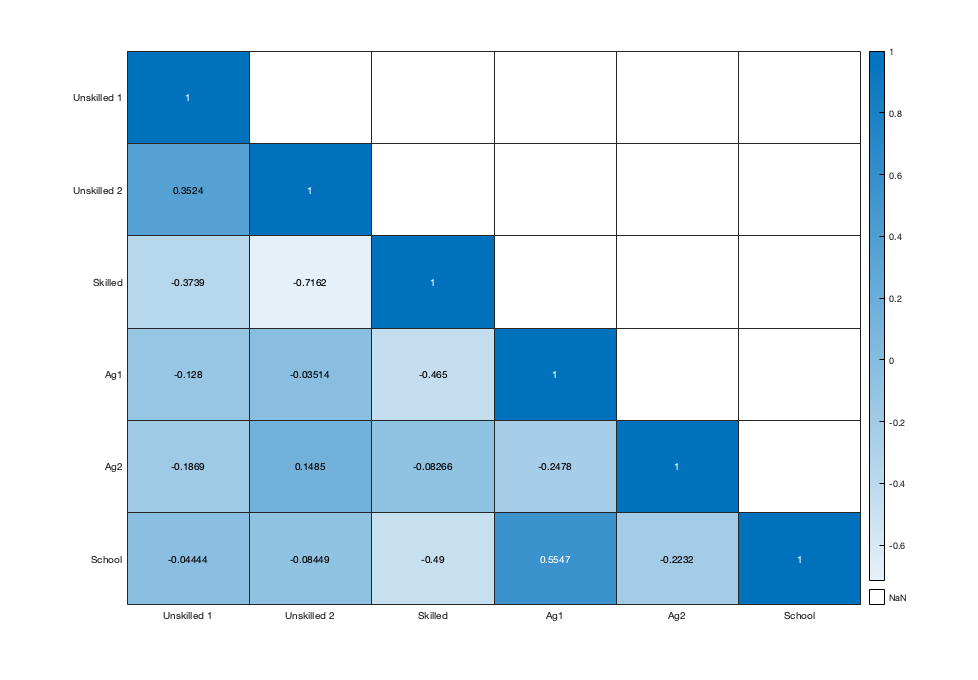 Unskilled 1 1
Unskilled 2 0.3524 1
Skilled -0.3739 -0.7162 1
Ag1 -0.128 -0.03514 -0.465 1
Ag2 -0.1869 0.1485 -0.08266 -0.2478 1
School -0.04444 -0.08449 -0.49 0.5547 -0.2232 1
Unskilled 1 Unskilled 2 Skilled Ag1 Ag2 School
1
0.8
0.6
0.4
0.2
0
-0.2
-0.4
-0.6
NaN